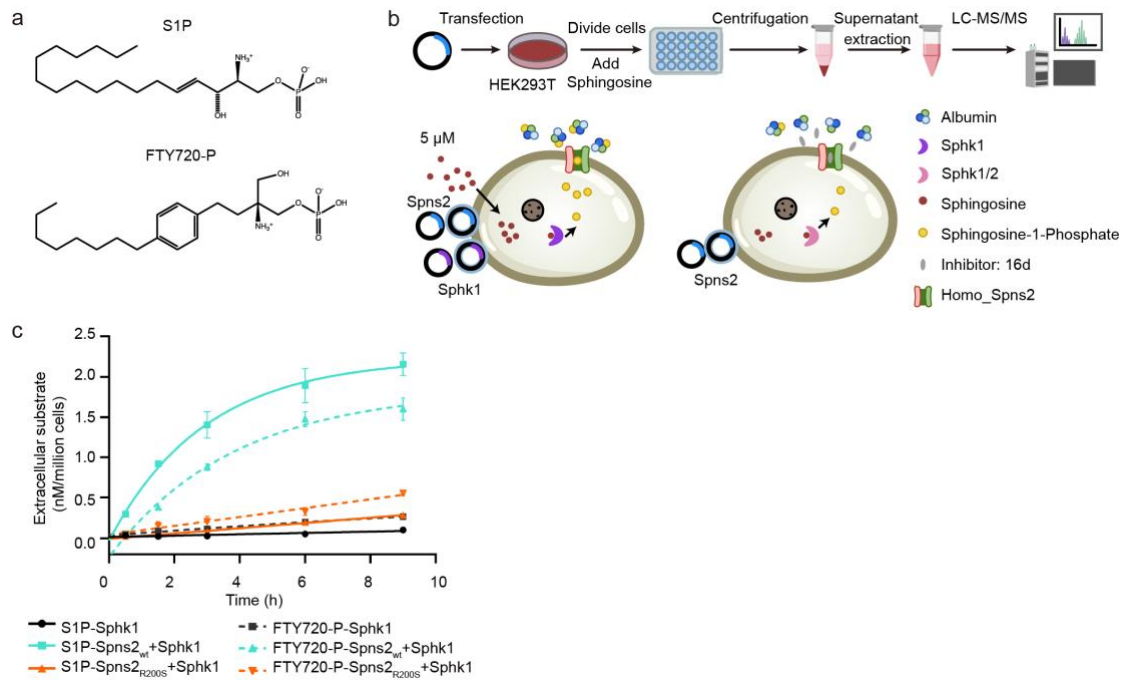 a
S1P
NH₃⁺
O⁻
O
P
OH
O
OH
FTY720-P
OH
O⁻
O
P
OH
NH₃⁺
O
b
Transfection
HEK293T
Divide cells
Add
Sphingosine
Centrifugation
Supernatant
extraction
LC-MS/MS
5 µM
Spns2
Sphk1
Spns2
Albumin
Sphk1
Sphk1/2
Sphingosine
Sphingosine-1-Phosphate
Inhibitor: 16d
Homo_Spns2
c
Extracellular substrate
(nM/million cells)
2.5
2.0
1.5
1.0
0.5
0.0
0 2 4 6 8 10
Time (h)
S1P-Sphk1
S1P-Spns2wt+Sphk1
S1P-Spns2R200S+Sphk1
FTY720-P-Sphk1
FTY720-P-Spns2wt+Sphk1
FTY720-P-Spns2R200S+Sphk1